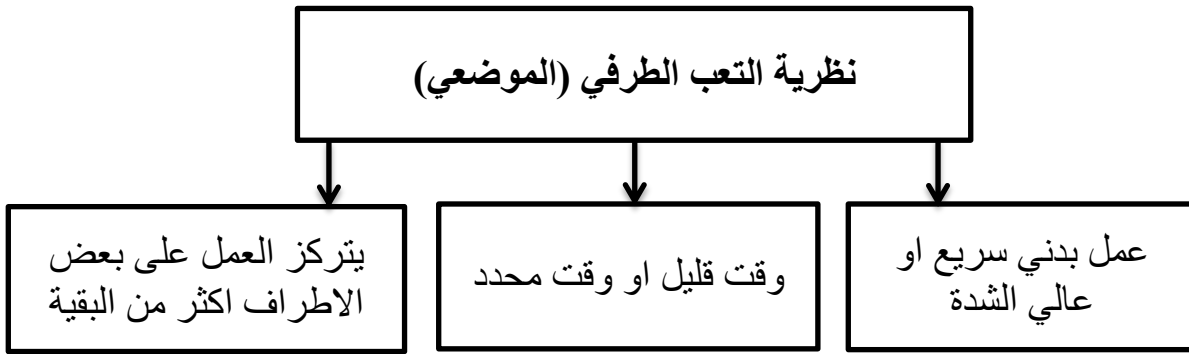 نظرية التعب الطرفي (الموضعي)
عمل بدني سريع او
عالي الشدة
وقت قليل او وقت محدد
يتركز العمل على بعض
الاطراف اكثر من البقية